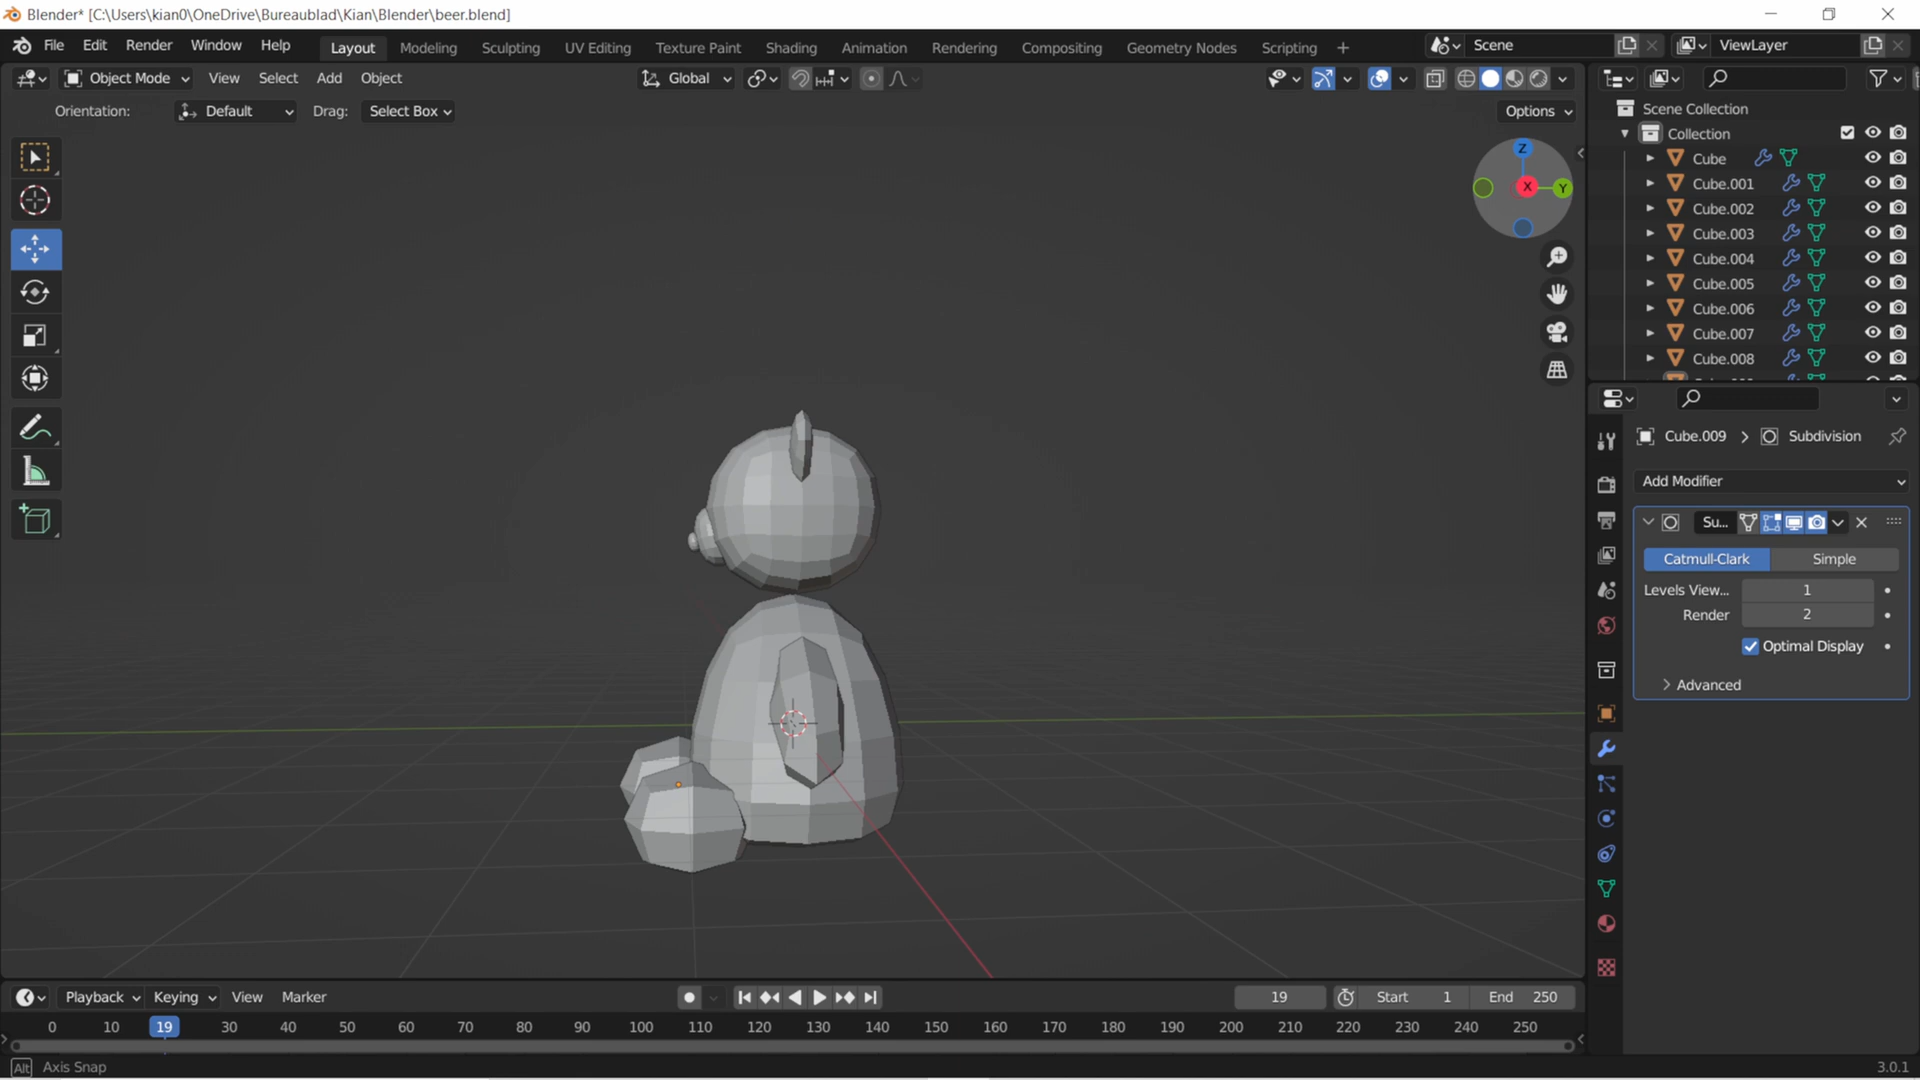 Blender* [C:\Users\kian0\OneDrive\Bureaublad\Kian\Blender\beer.blend]
File Edit Render Window Help Layout Modeling Sculpting UV Editing Texture Paint Shading Animation Rendering Compositing Geometry Nodes Scripting + Scene ViewLayer
Object Mode View Select Add Object Global
Orientation: Default Drag: Select Box Options
Scene Collection
Collection
Cube
Cube.001
Cube.002
Cube.003
Cube.004
Cube.005
Cube.006
Cube.007
Cube.008
Z
X
Y
Cube.009 > Subdivision
Add Modifier
Su...
Catmull-Clark Simple
Levels View... 1
Render 2
Optimal Display
Advanced
Playback Keying View Marker 19 Start 1 End 250
0 10 19 30 40 50 60 70 80 90 100 110 120 130 140 150 160 170 180 190 200 210 220 230 240 250
Alt Axis Snap 3.0.1